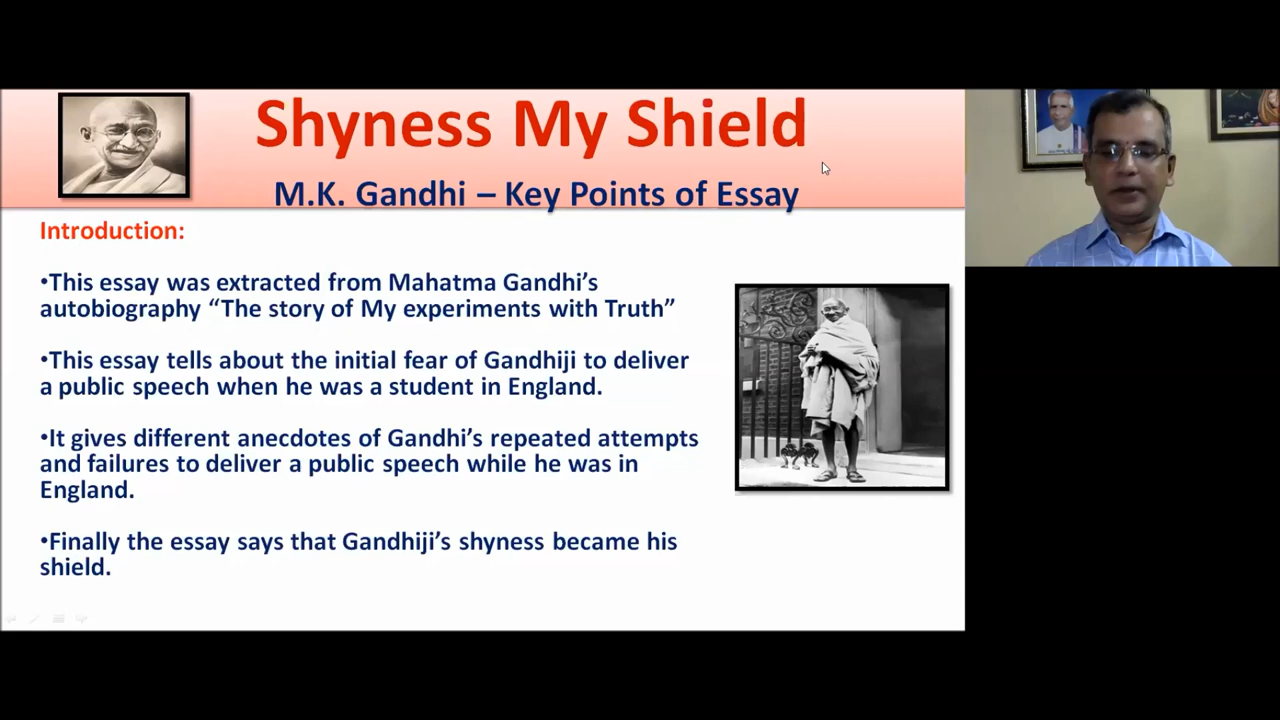 Shyness My Shield
M.K. Gandhi – Key Points of Essay
Introduction:
•This essay was extracted from Mahatma Gandhi’s
autobiography “The story of My experiments with Truth”
•This essay tells about the initial fear of Gandhiji to deliver
a public speech when he was a student in England.
•It gives different anecdotes of Gandhi’s repeated attempts
and failures to deliver a public speech while he was in
England.
•Finally the essay says that Gandhiji’s shyness became his
shield.